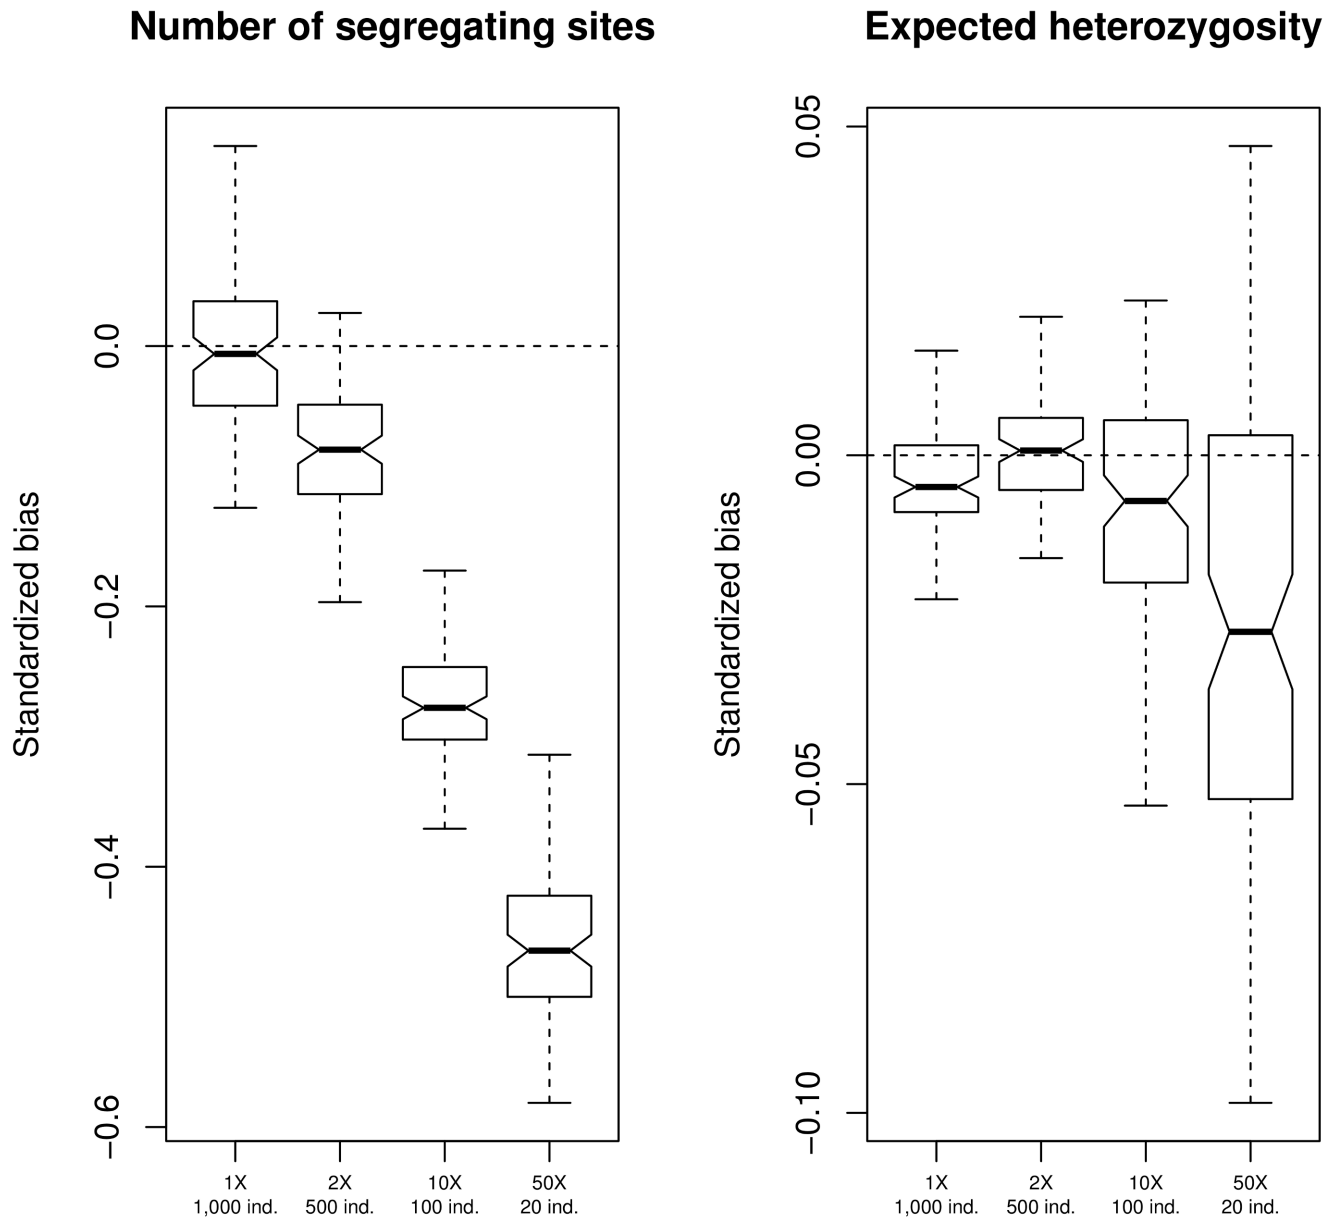 Number of segregating sites
Standardized bias
0.0
−0.2
−0.4
−0.6
1X 2X 10X 50X
1,000 ind. 500 ind. 100 ind. 20 ind.
Expected heterozygosity
Standardized bias
0.05
0.00
−0.05
−0.10
1X 2X 10X 50X
1,000 ind. 500 ind. 100 ind. 20 ind.